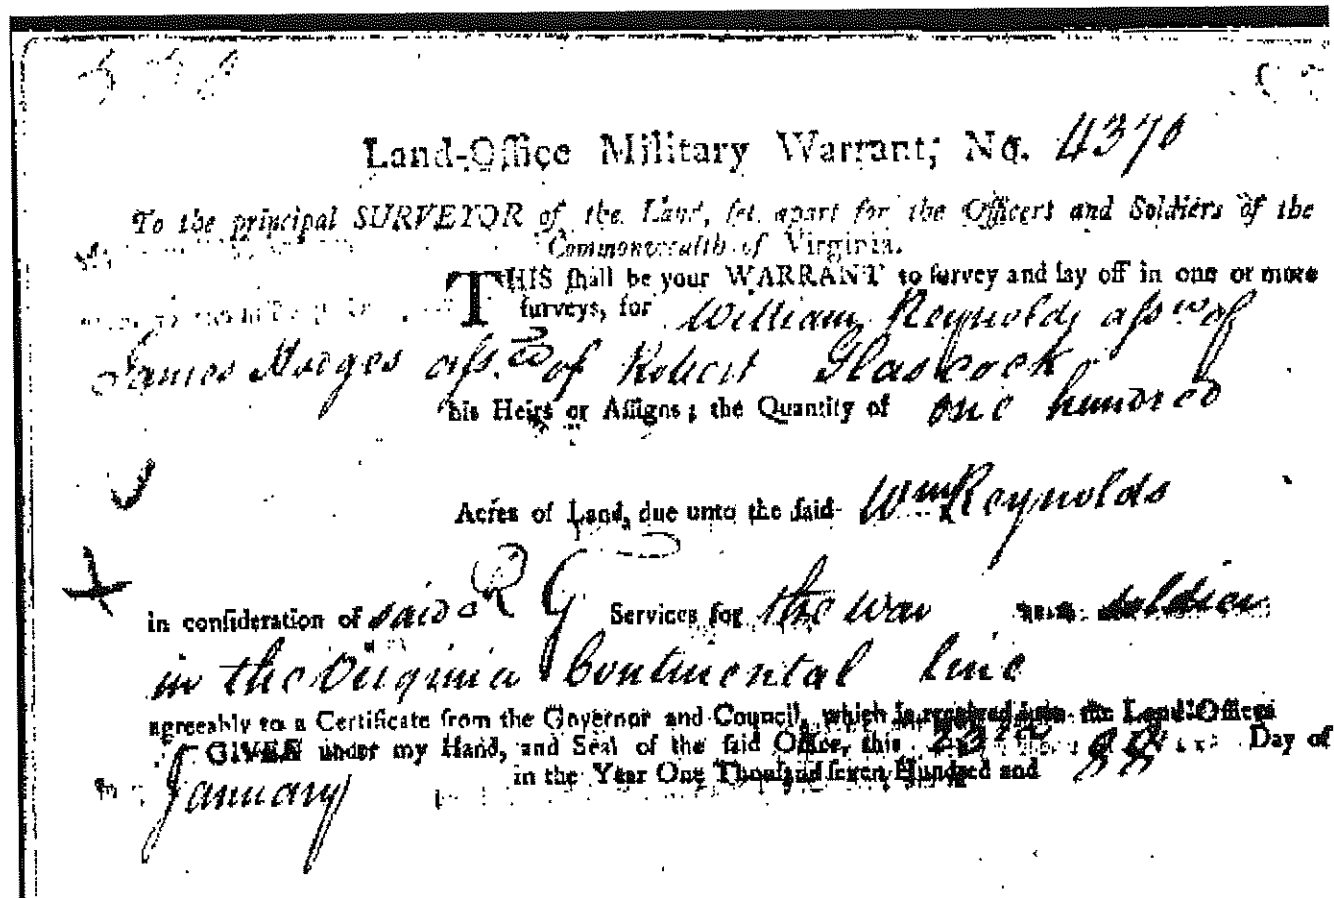 Land-Office Military Warrant, No. 4370
To the principal SURVEYOR of the Land, ſet apart for the Officers and Soldiers of the
Commonwealth of Virginia.
THIS ſhall be your WARRANT to ſurvey and lay off in one or more
ſurveys, for William Reynolds aſs.ee of
James Morges aſs.ee of Robert Glascock
his Heirs or Aſſigns; the Quantity of one hundred
Acres of Land, due unto the ſaid Wm Reynolds
in conſideration of said R G Services for the war as a soldier
in the Virginia Continental line
agreeably to a Certificate from the Governor and Council, which is received into the Land-Office.
GIVEN under my Hand, and Seal of the ſaid Office, this 23rd Day of
January in the Year One Thouſand ſeven Hundred and 88